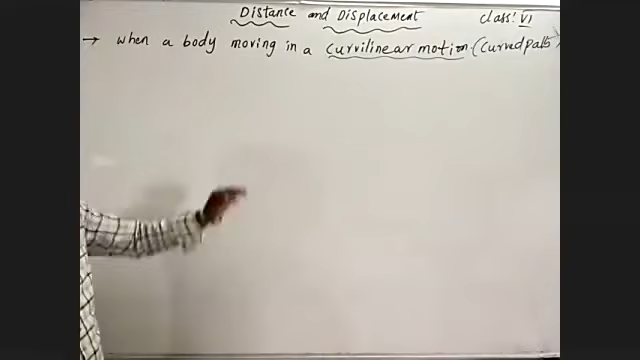 Distance and Displacement class: VI
→ when a body moving in a curvilinear motion (curved path)